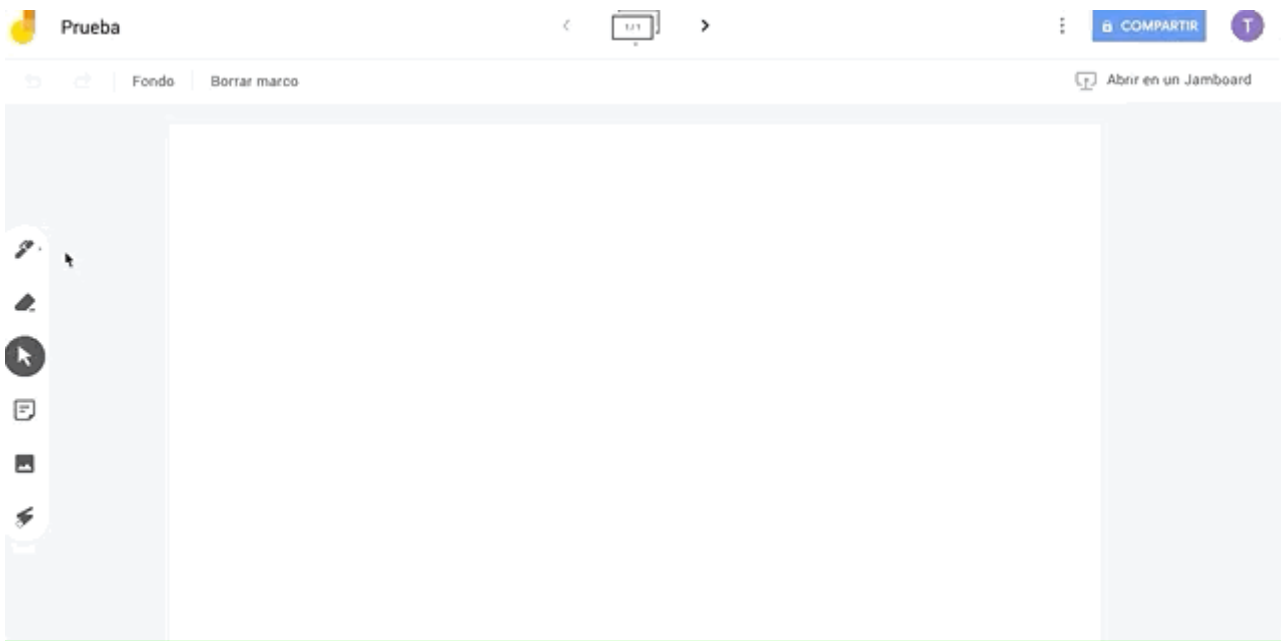 Prueba
1/1
COMPARTIR
T
Fondo
Borrar marco
Abrir en un Jamboard